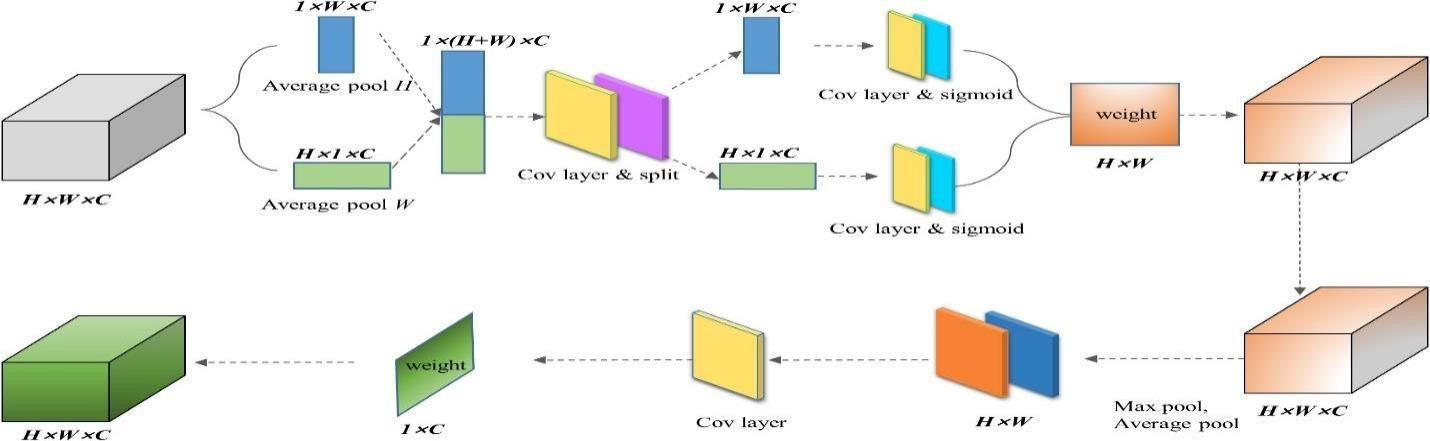 1×W×C
Average pool H
1×(H+W)×C
H×W×C
H×1×C
Average pool W
Cov layer & split
1×W×C
Cov layer & sigmoid
H×1×C
Cov layer & sigmoid
weight
H×W
H×W×C
H×W×C
Max pool,
Average pool
H×W
Cov layer
weight
1×C
H×W×C